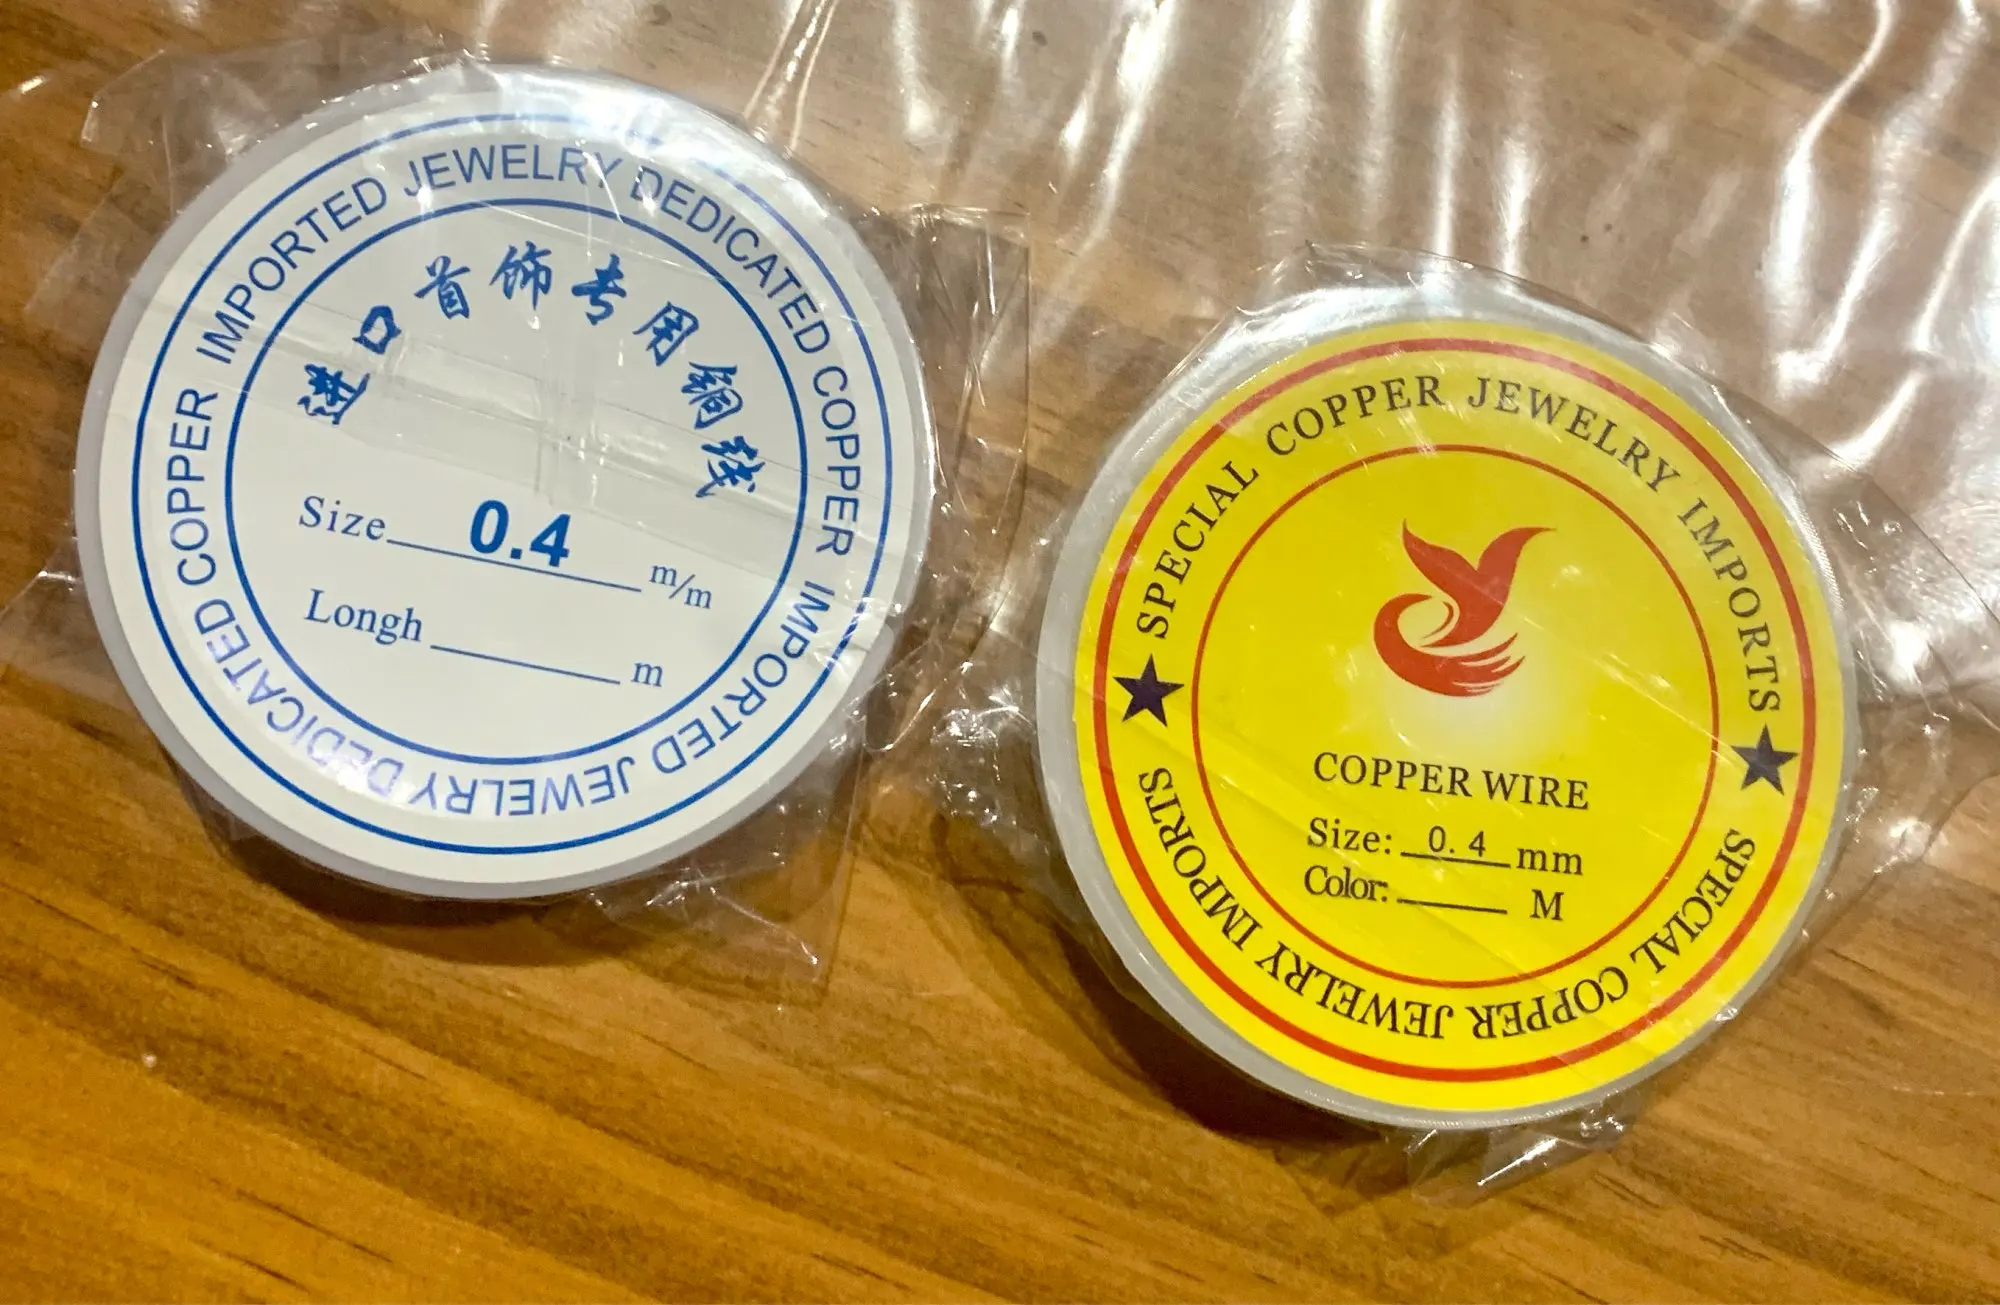 IMPORTED JEWELRY DEDICATED COPPER
IMPORTED JEWELRY DEDICATED COPPER
进口首饰专用铜线
Size 0.4 m/m
Longh m
SPECIAL COPPER JEWELRY IMPORTS
SPECIAL COPPER JEWELRY IMPORTS
COPPER WIRE
Size: 0.4 mm
Color: M